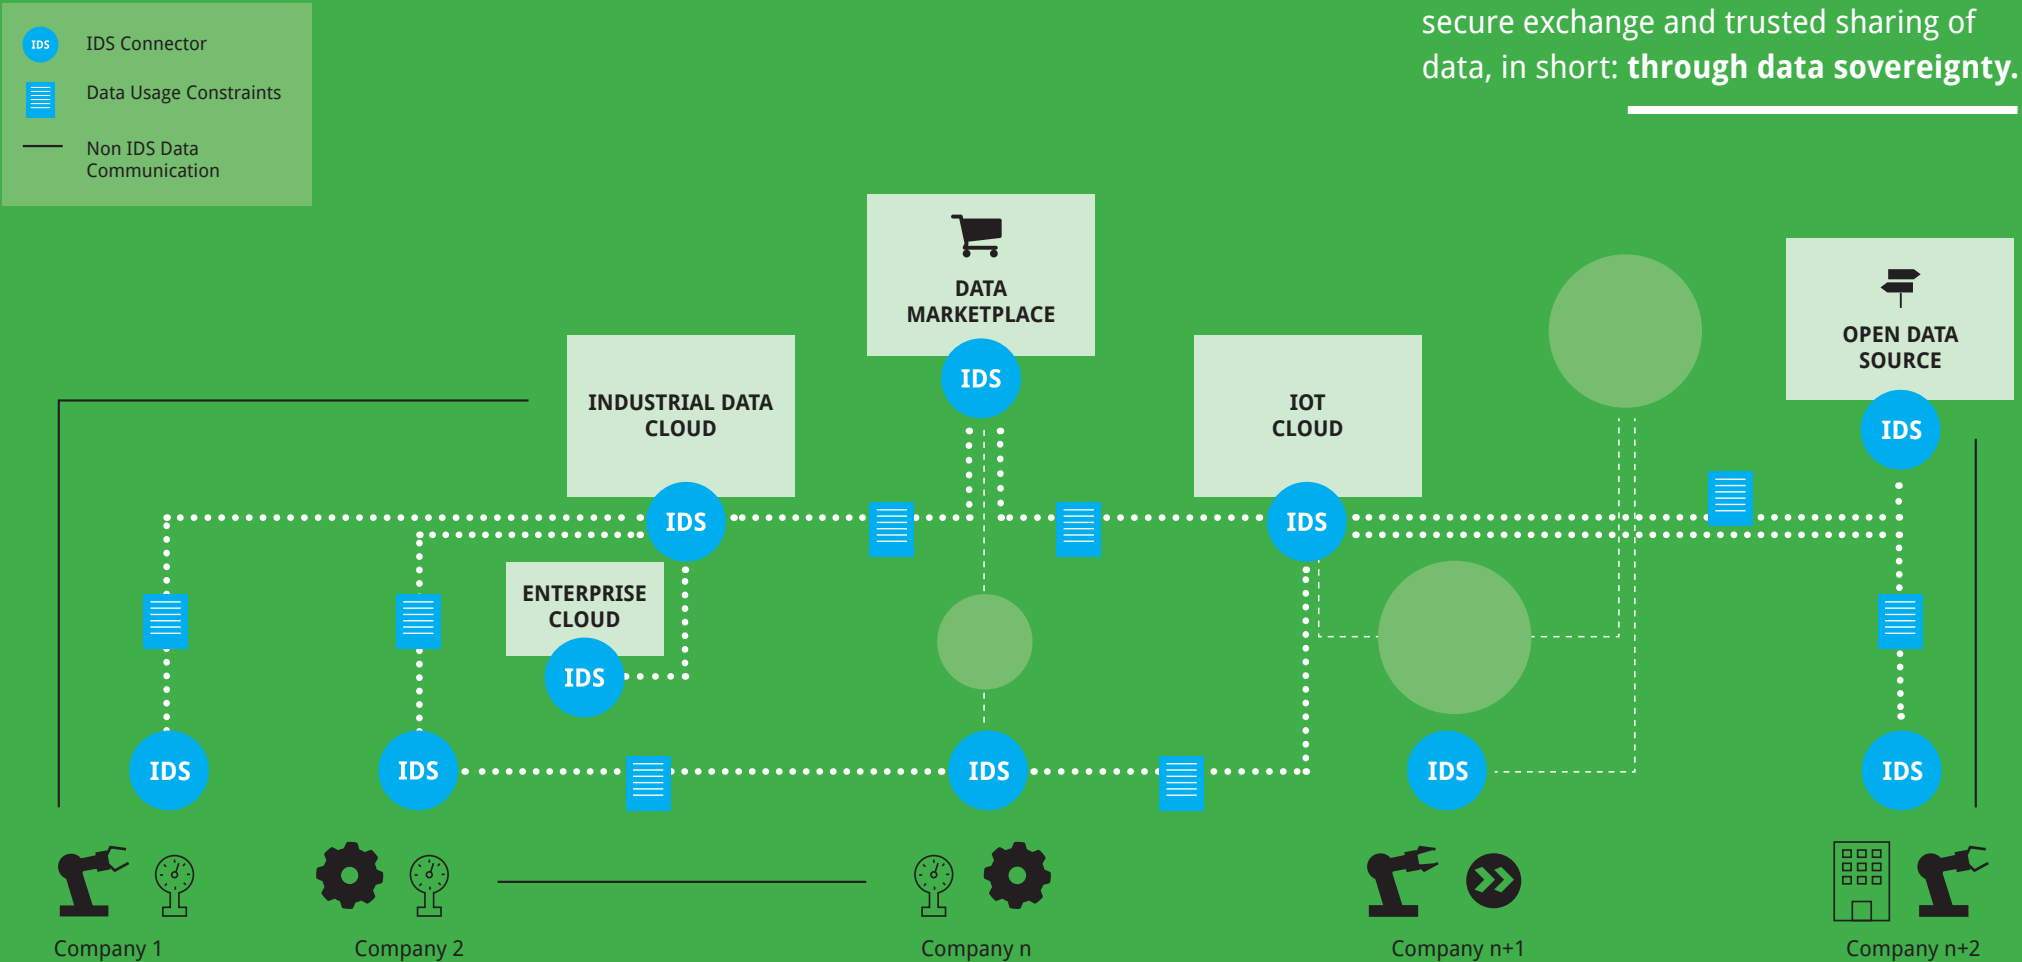 secure exchange and trusted sharing of
data, in short: through data sovereignty.
IDS
IDS Connector
Data Usage Constraints
Non IDS Data
Communication
DATA
MARKETPLACE
IDS
OPEN DATA
SOURCE
IDS
INDUSTRIAL DATA
CLOUD
IDS
IOT
CLOUD
IDS
ENTERPRISE
CLOUD
IDS
IDS
IDS
IDS
IDS
IDS
Company 1
Company 2
Company n
Company n+1
Company n+2